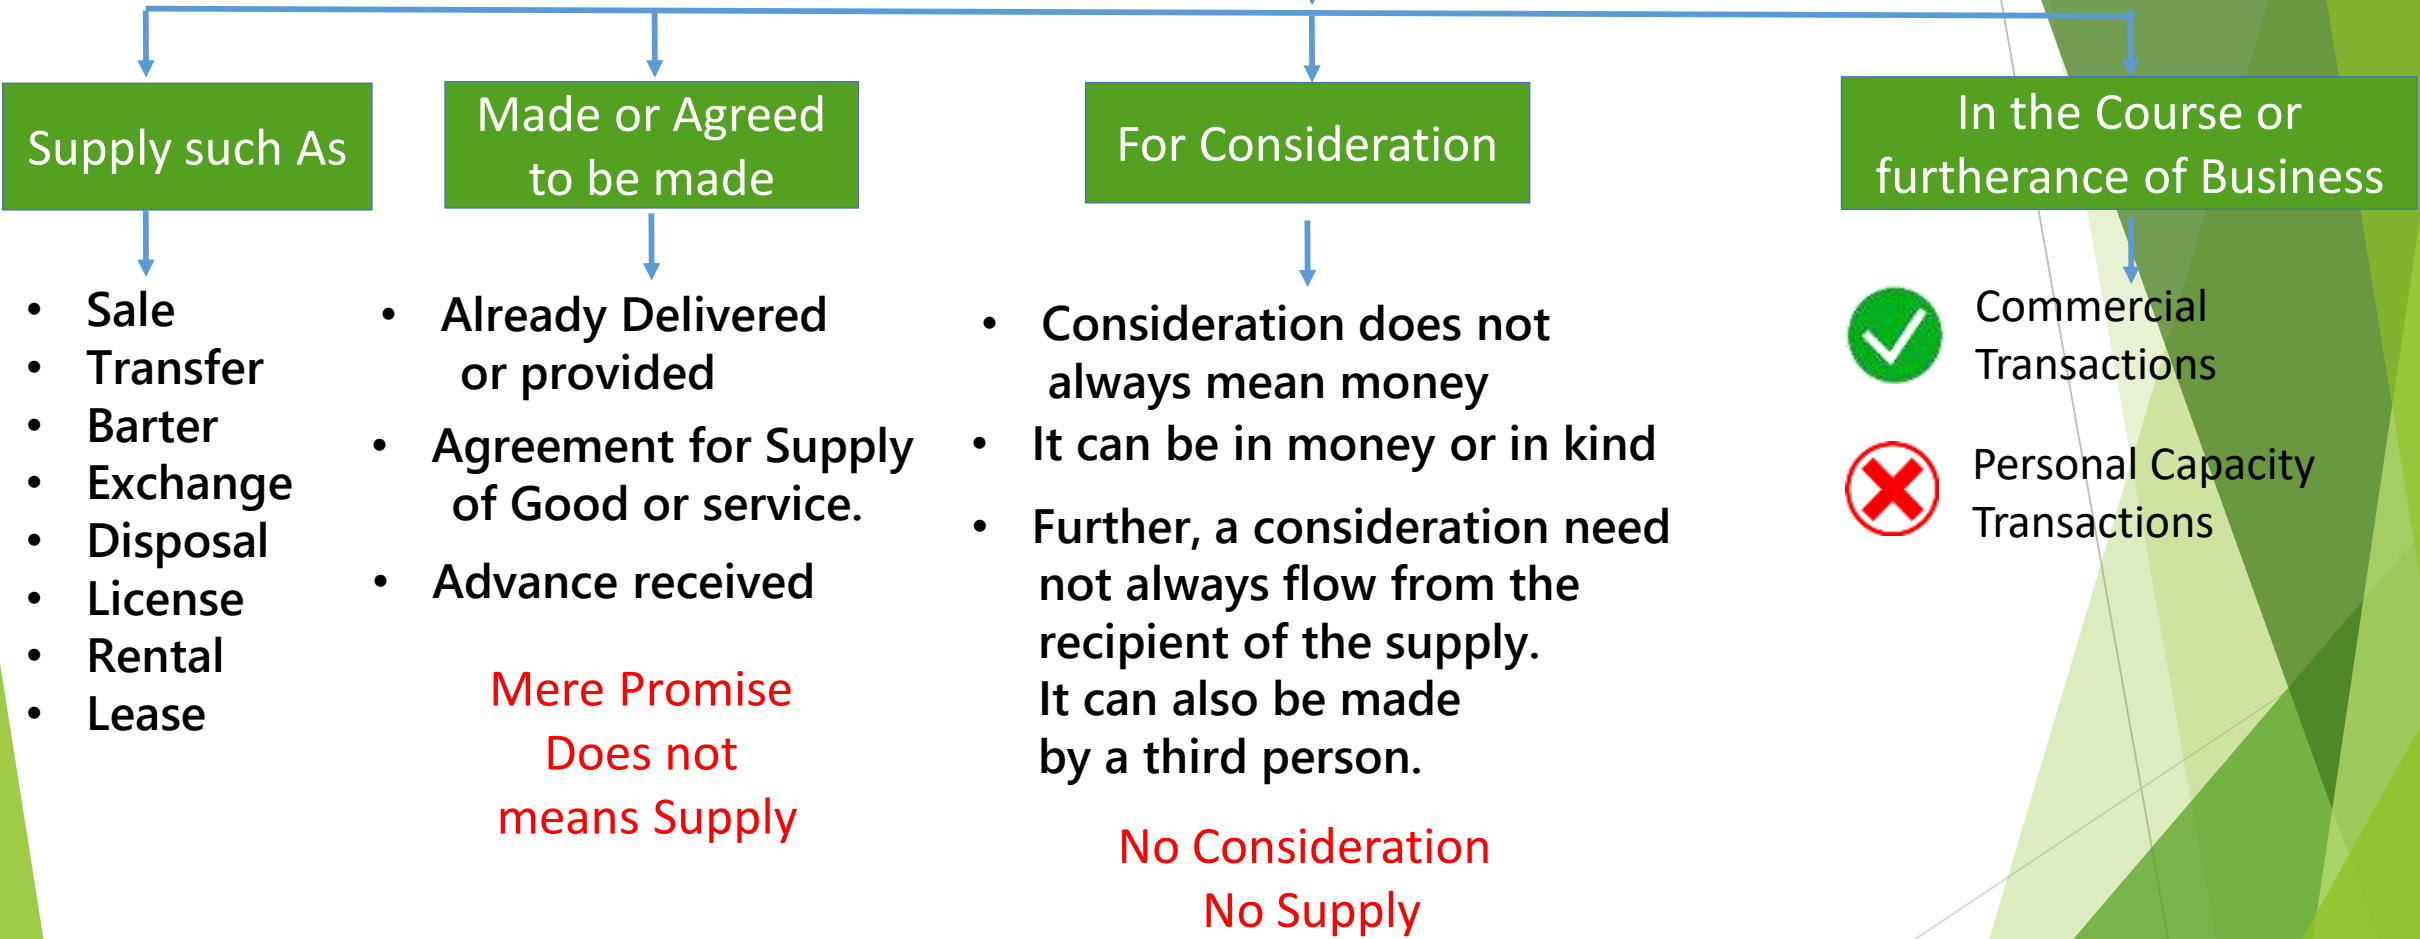 Supply such As
• Sale
• Transfer
• Barter
• Exchange
• Disposal
• License
• Rental
• Lease
Made or Agreed
to be made
• Already Delivered
or provided
• Agreement for Supply
of Good or service.
• Advance received
Mere Promise
Does not
means Supply
For Consideration
• Consideration does not
always mean money
• It can be in money or in kind
• Further, a consideration need
not always flow from the
recipient of the supply.
It can also be made
by a third person.
No Consideration
No Supply
In the Course or
furtherance of Business
Commercial
Transactions
Personal Capacity
Transactions